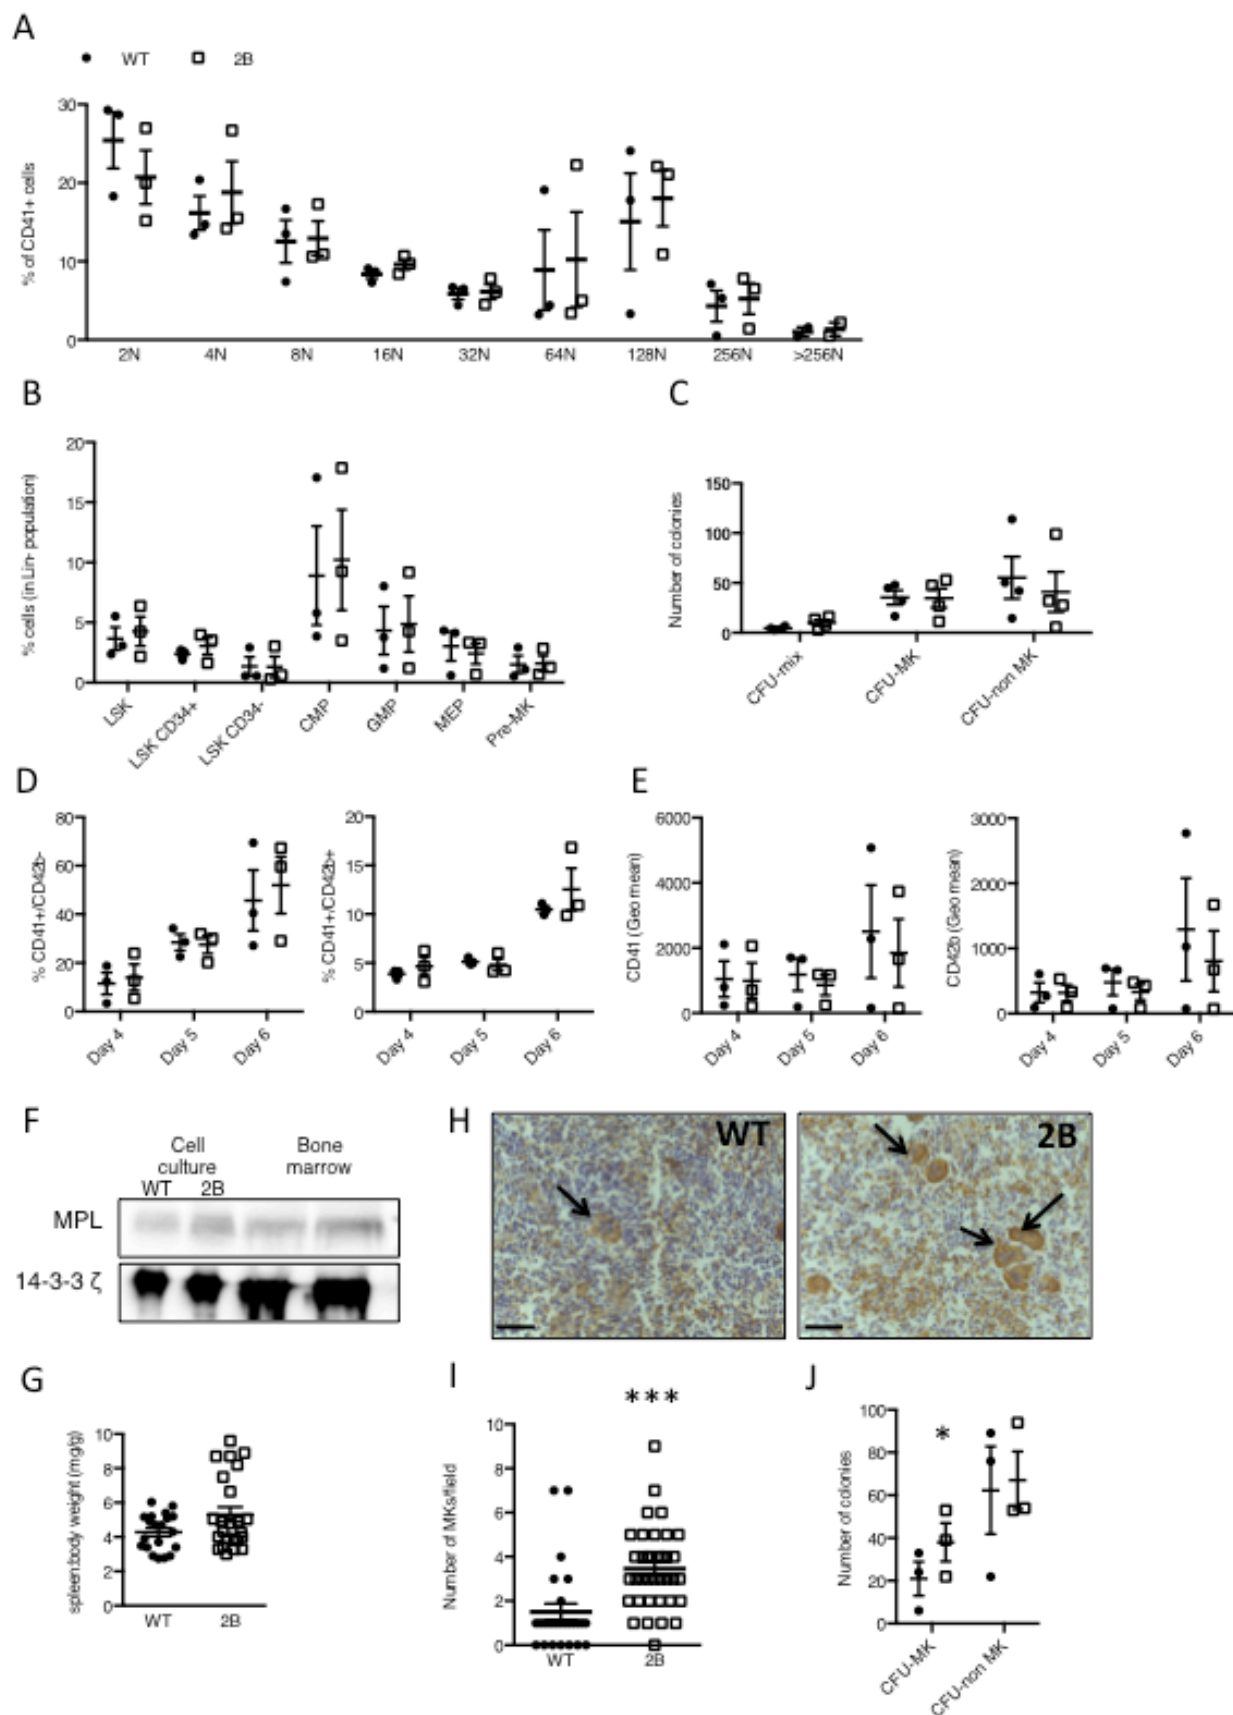 A
WT 2B
% of CD41+ cells
30
20
10
0
2N 4N 8N 16N 32N 64N 128N 256N >256N
B
% cells (in Lin- population)
20
15
10
5
0
LSK LSK CD34+ LSK CD34- CMP GMP MEP Pre-MK
C
Number of colonies
150
100
50
0
CFU-mix CFU-MK CFU-non MK
D
% CD41+/CD42b-
80
60
40
20
0
Day 4 Day 5 Day 6
% CD41+/CD42b+
20
15
10
5
0
Day 4 Day 5 Day 6
E
CD41 (Geo mean)
6000
4000
2000
0
Day 4 Day 5 Day 6
CD42b (Geo mean)
3000
2000
1000
0
Day 4 Day 5 Day 6
F
Cell culture
Bone marrow
WT 2B
MPL
14-3-3 ζ
H
WT
2B
G
spleen:body weight (mg/g)
10
8
6
4
2
0
WT 2B
I
***
Number of MKs/field
10
8
6
4
2
0
WT 2B
J
*
Number of colonies
100
80
60
40
20
0
CFU-MK CFU-non MK